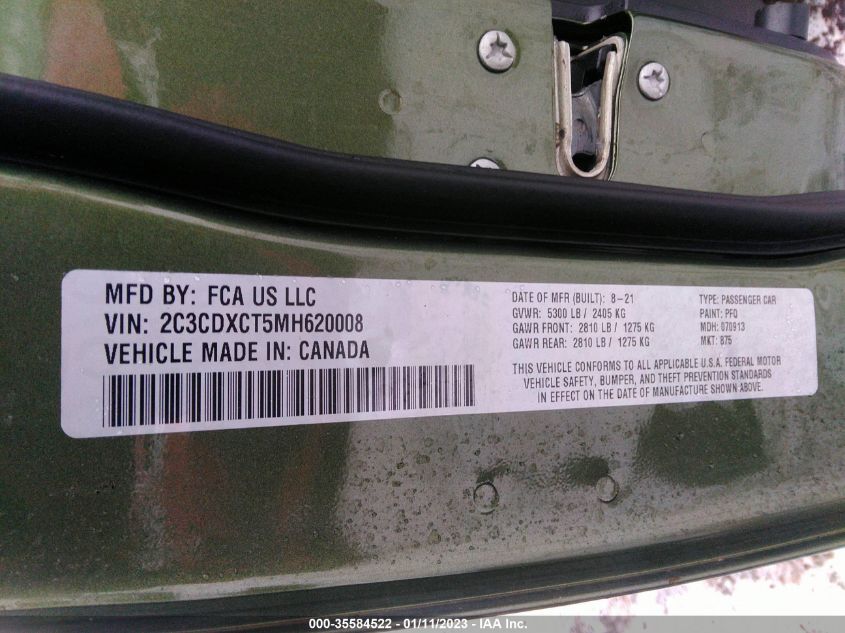 MFD BY: FCA US LLC
VIN: 2C3CDXCT5MH620008
VEHICLE MADE IN: CANADA
DATE OF MFR (BUILT): 8-21
GVWR: 5300 LB / 2405 KG
GAWR FRONT: 2810 LB / 1275 KG
GAWR REAR: 2810 LB / 1275 KG
TYPE: PASSENGER CAR
PAINT: PFQ
MDH: 070913
MKT: 875
THIS VEHICLE CONFORMS TO ALL APPLICABLE U.S.A. FEDERAL MOTOR
VEHICLE SAFETY, BUMPER, AND THEFT PREVENTION STANDARDS
IN EFFECT ON THE DATE OF MANUFACTURE SHOWN ABOVE.
000-35584522 - 01/11/2023 - IAA Inc.